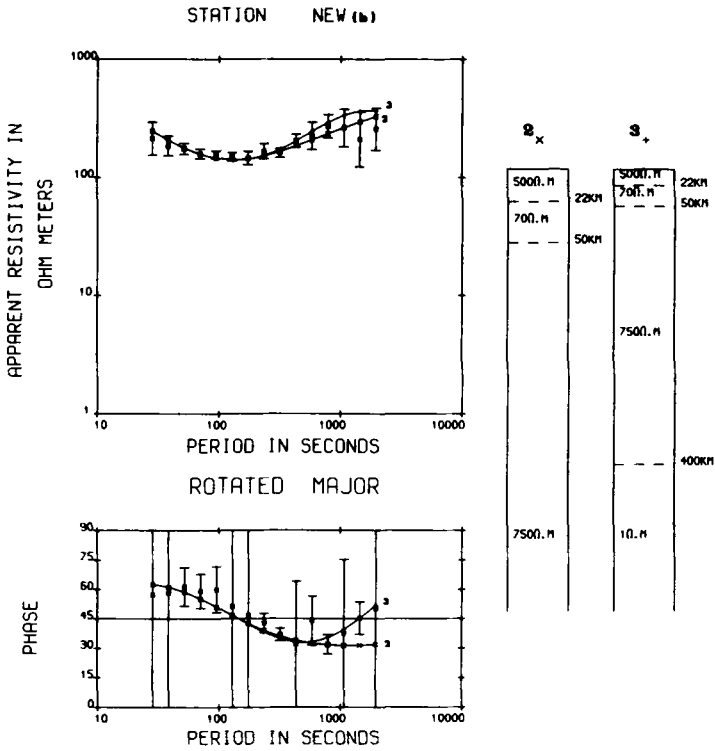 STATION NEW (b)
APPARENT RESISTIVITY IN
OHM METERS
1000
100
10
1
3
2
10
100
1000
10000
PERIOD IN SECONDS
ROTATED MAJOR
PHASE
90
75
60
45
30
15
0
3
2
10
100
1000
10000
PERIOD IN SECONDS
2 x
500Ω.M
22KM
70Ω.M
50KM
750Ω.M
3 +
500Ω.M
22KM
70Ω.M
50KM
750Ω.M
400KM
1Ω.M